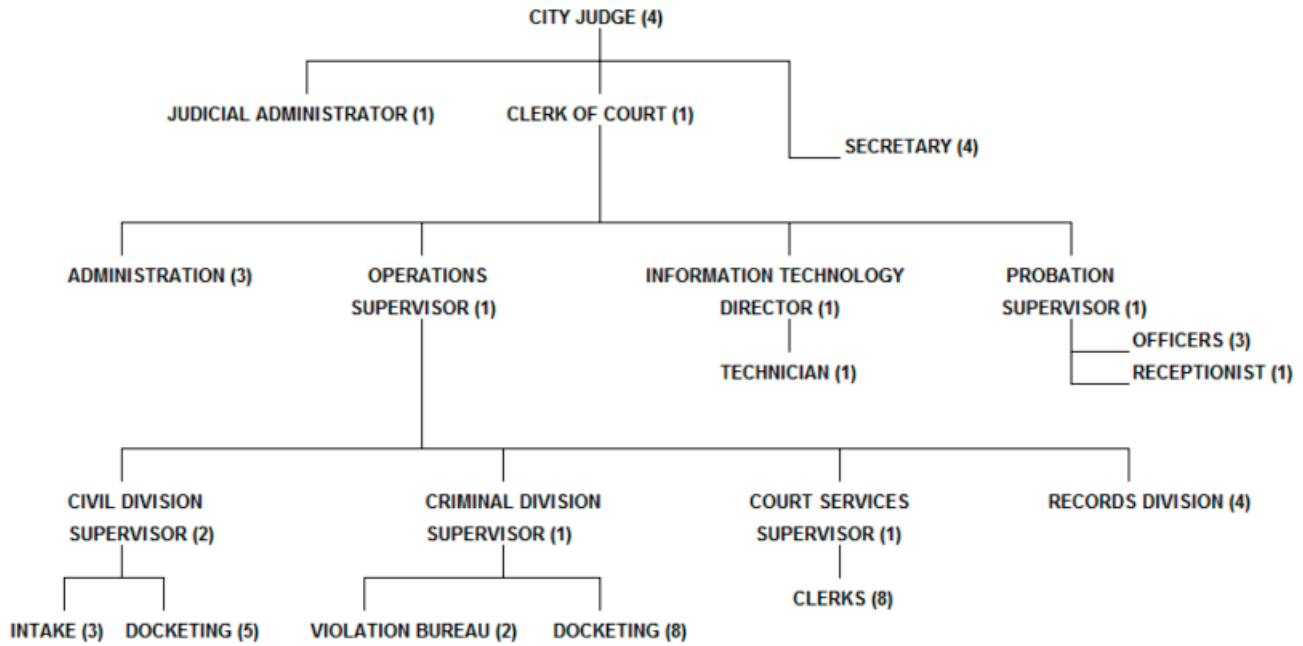 CITY JUDGE (4)
JUDICIAL ADMINISTRATOR (1)
CLERK OF COURT (1)
SECRETARY (4)
ADMINISTRATION (3)
OPERATIONS
SUPERVISOR (1)
INFORMATION TECHNOLOGY
DIRECTOR (1)
PROBATION
SUPERVISOR (1)
OFFICERS (3)
RECEPTIONIST (1)
TECHNICIAN (1)
CIVIL DIVISION
SUPERVISOR (2)
CRIMINAL DIVISION
SUPERVISOR (1)
COURT SERVICES
SUPERVISOR (1)
RECORDS DIVISION (4)
CLERKS (8)
INTAKE (3)
DOCKETING (5)
VIOLATION BUREAU (2)
DOCKETING (8)